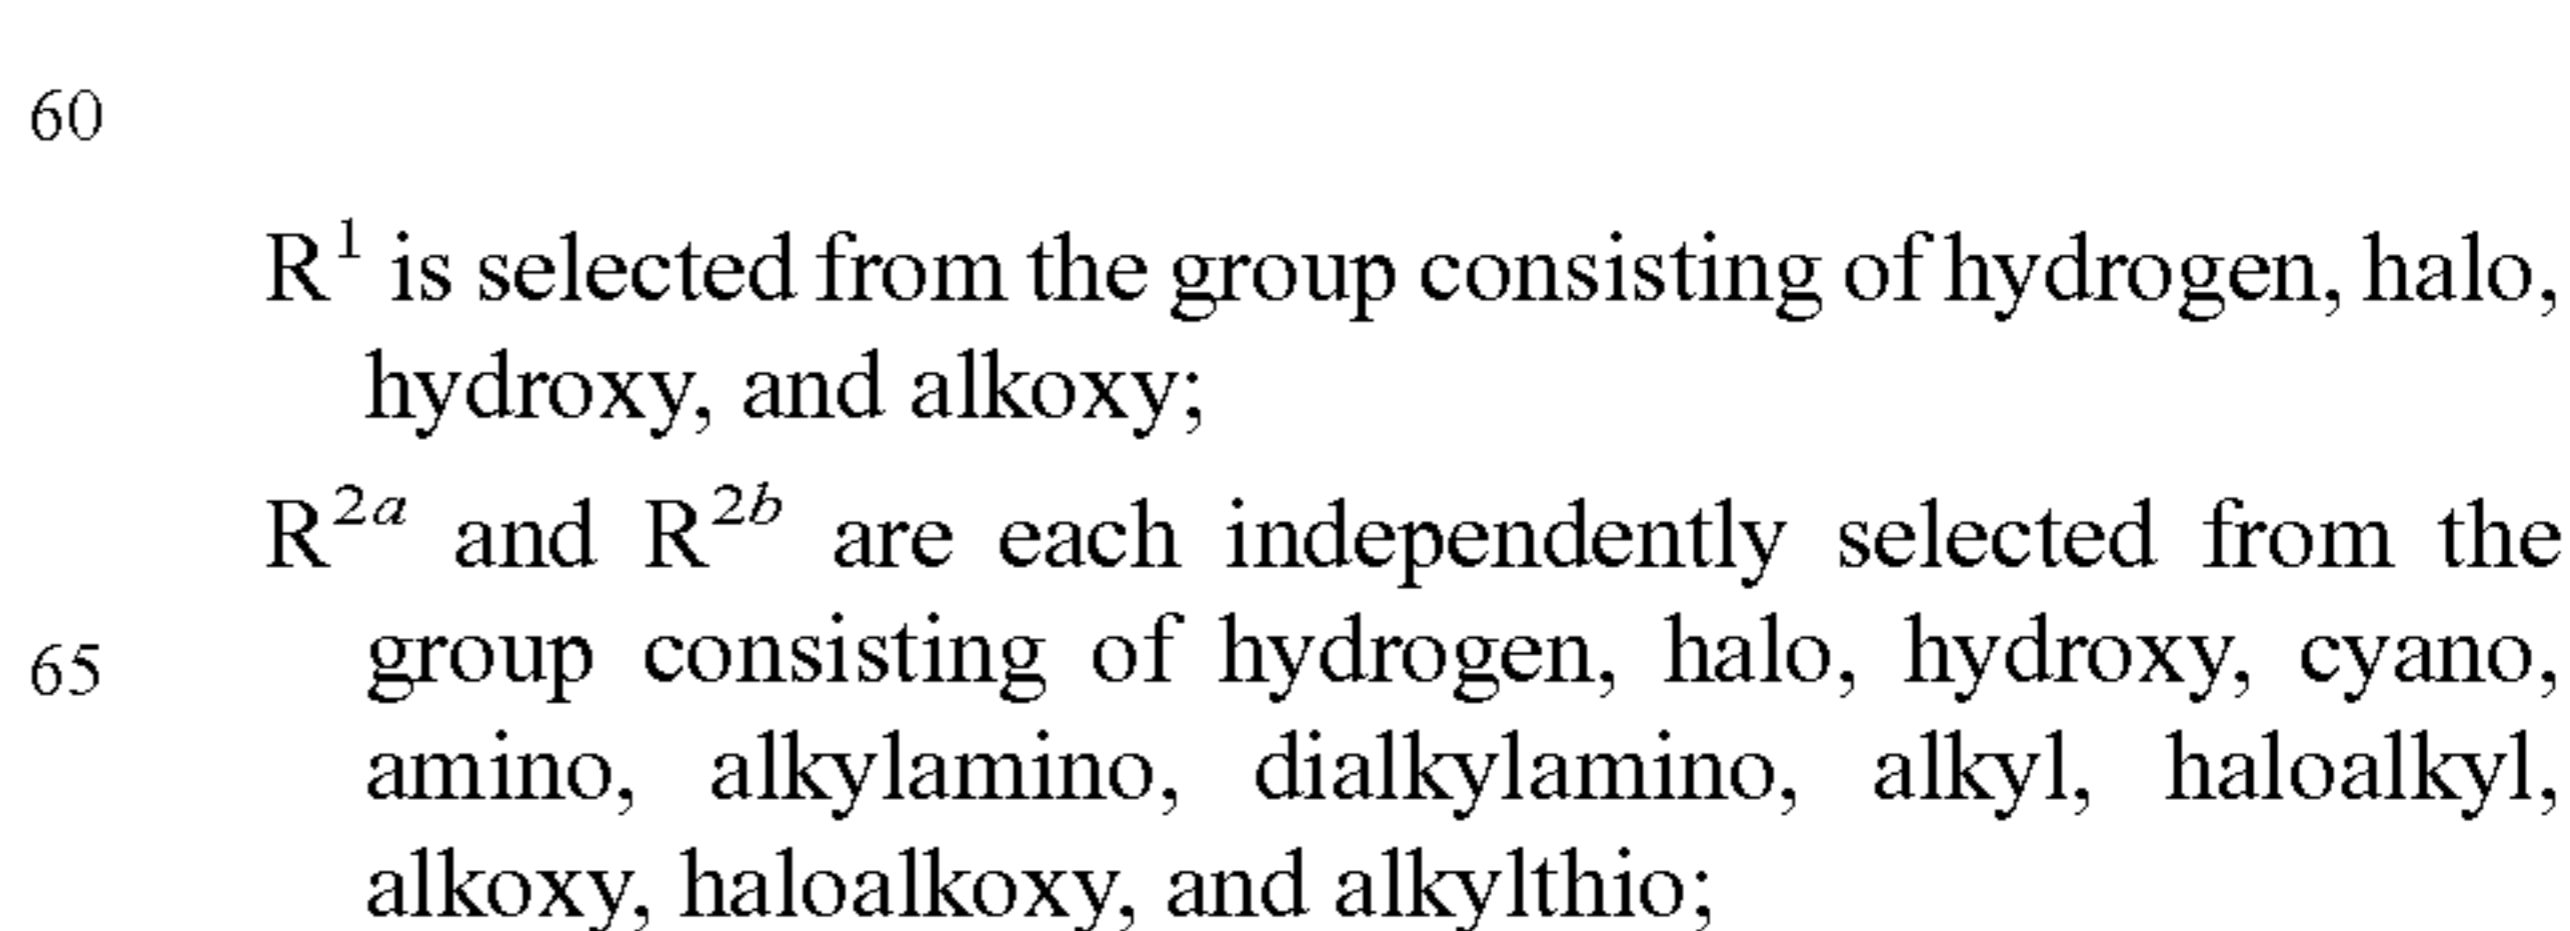 60
R¹ is selected from the group consisting of hydrogen, halo,
hydroxy, and alkoxy;
R²ᵃ and R²ᵇ are each independently selected from the
65 group consisting of hydrogen, halo, hydroxy, cyano,
amino, alkylamino, dialkylamino, alkyl, haloalkyl,
alkoxy, haloalkoxy, and alkylthio;